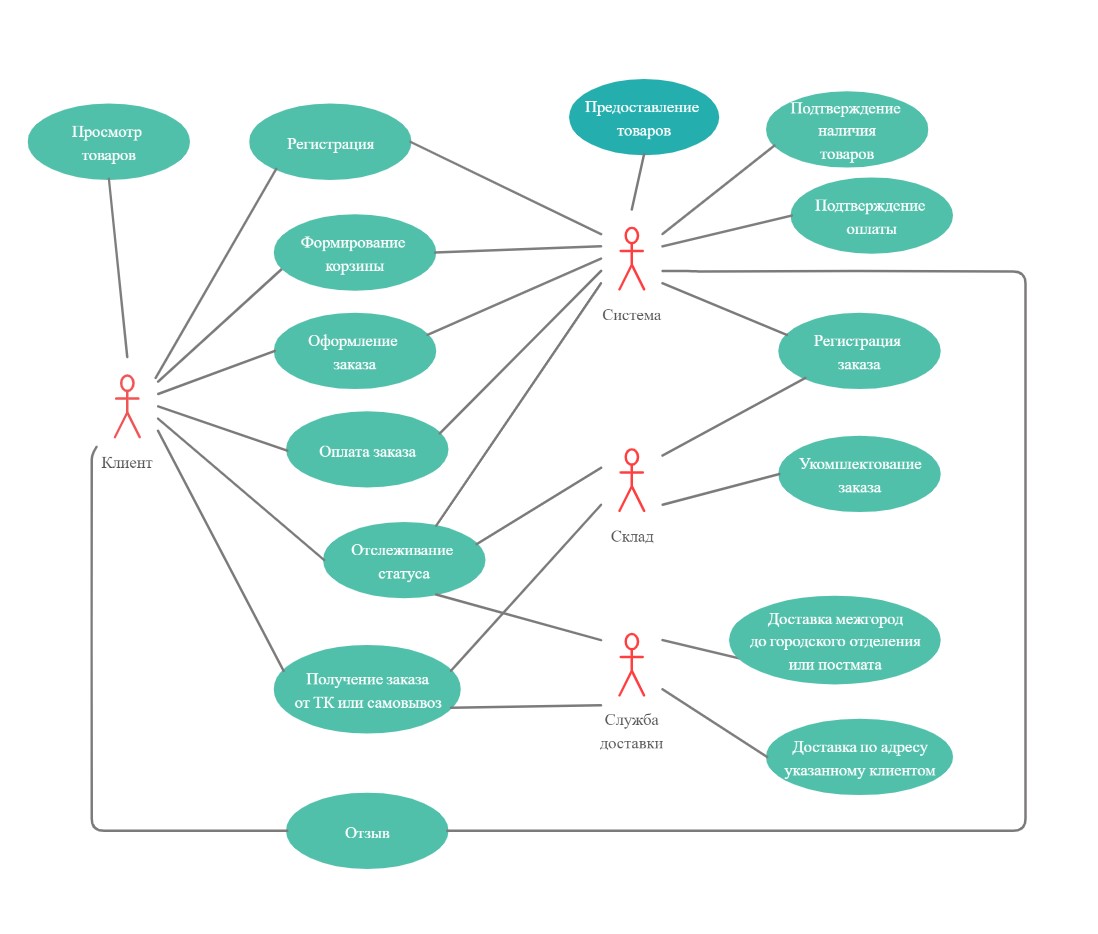 Просмотр
товаров
Регистрация
Предоставление
товаров
Подтверждение
наличия
товаров
Подтверждение
оплаты
Формирование
корзины
Система
Оформление
заказа
Регистрация
заказа
Клиент
Оплата заказа
Укомплектование
заказа
Склад
Отслеживание
статуса
Доставка межгород
до городского отделения
или постмата
Получение заказа
от ТК или самовывоз
Служба
доставки
Доставка по адресу
указанному клиентом
Отзыв